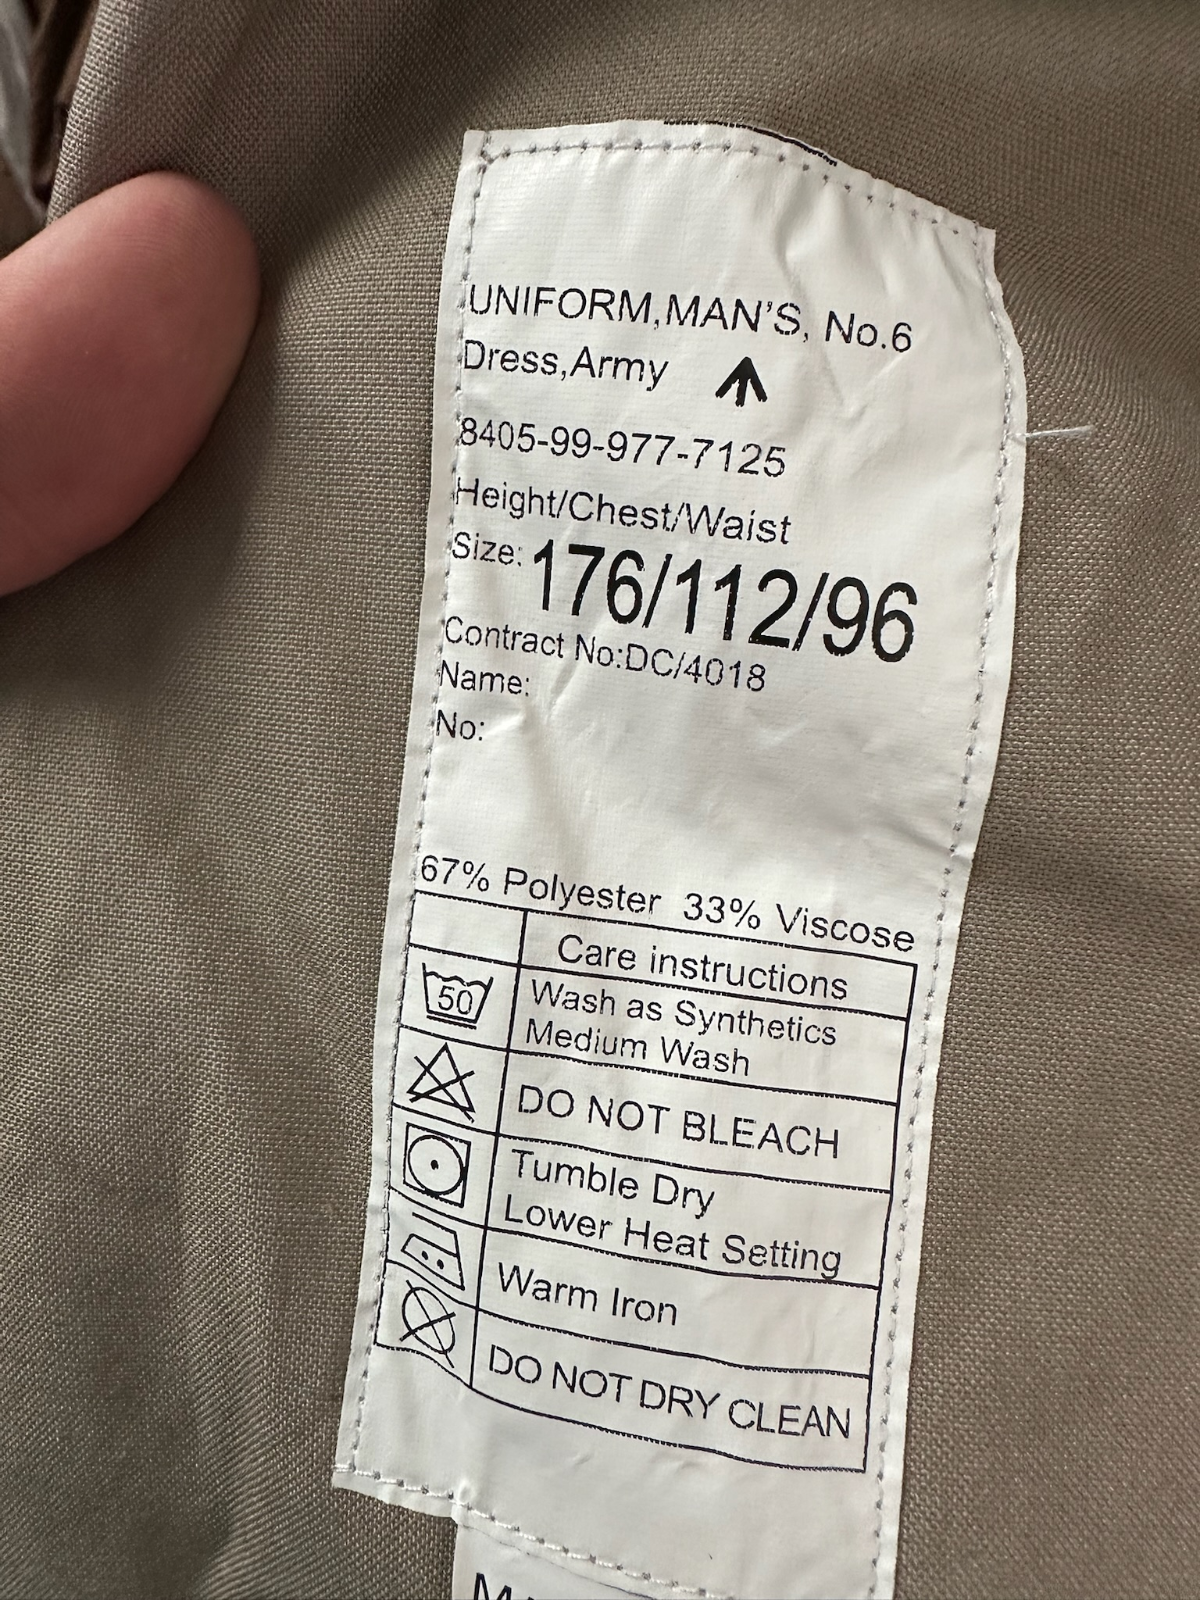 UNIFORM,MAN'S, No.6
Dress,Army
8405-99-977-7125
Height/Chest/Waist
Size: 176/112/96
Contract No:DC/4018
Name:
No:
67% Polyester 33% Viscose
Care instructions
50 Wash as Synthetics
Medium Wash
DO NOT BLEACH
Tumble Dry
Lower Heat Setting
Warm Iron
DO NOT DRY CLEAN